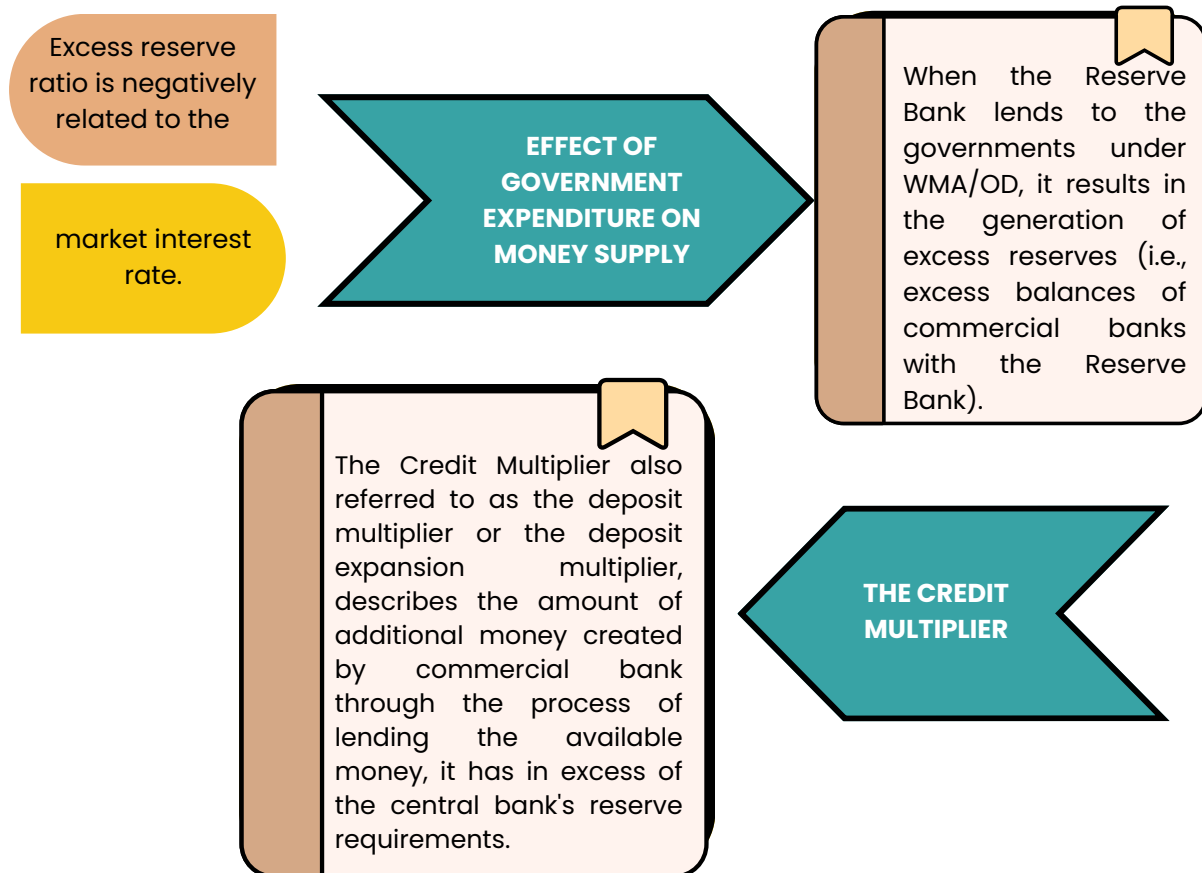 Excess reserve
ratio is negatively
related to the
market interest
rate.
EFFECT OF
GOVERNMENT
EXPENDITURE ON
MONEY SUPPLY
When the Reserve
Bank lends to the
governments under
WMA/OD, it results in
the generation of
excess reserves (i.e.,
excess balances of
commercial banks
with the Reserve
Bank).
THE CREDIT
MULTIPLIER
The Credit Multiplier also
referred to as the deposit
multiplier or the deposit
expansion multiplier,
describes the amount of
additional money created
by commercial bank
through the process of
lending the available
money, it has in excess of
the central bank's reserve
requirements.